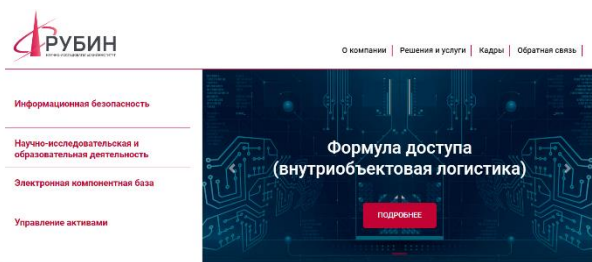 РУБИН
О компании
Решения и услуги
Кадры
Обратная связь
Информационная безопасность
Научно-исследовательская и
образовательная деятельность
Электронная компонентная база
Управление активами
Формула доступа
(внутриобъектовая логистика)
ПОДРОБНЕЕ